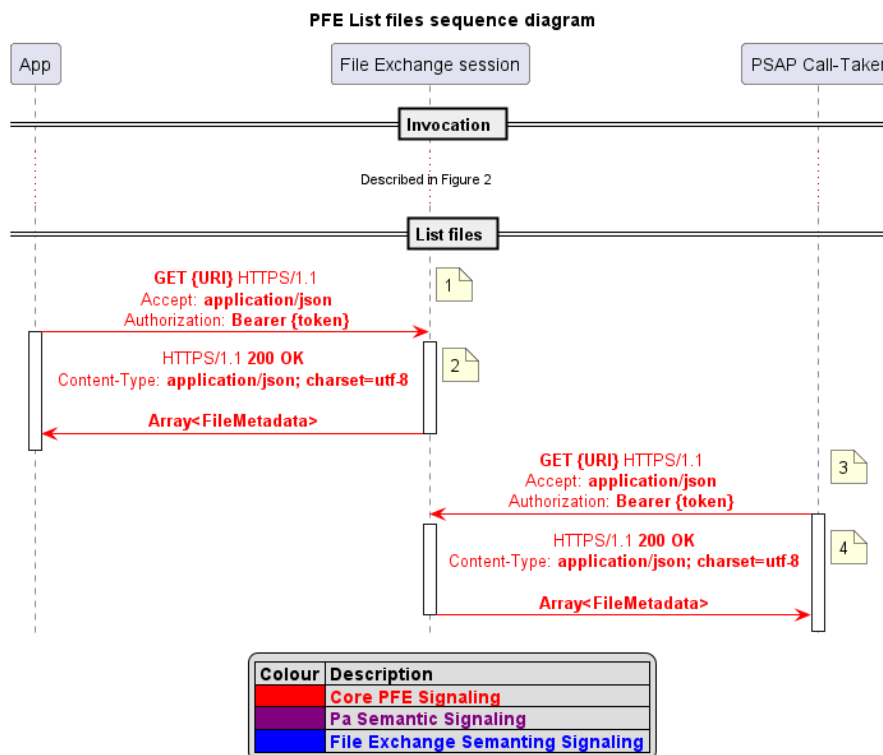 PFE List files sequence diagram
App
File Exchange session
PSAP Call-Taker
Invocation
Described in Figure 2
List files
GET {URI} HTTPS/1.1
Accept: application/json
Authorization: Bearer {token}
1
HTTPS/1.1 200 OK
Content-Type: application/json; charset=utf-8
Array<FileMetadata>
2
GET {URI} HTTPS/1.1
Accept: application/json
Authorization: Bearer {token}
3
HTTPS/1.1 200 OK
Content-Type: application/json; charset=utf-8
Array<FileMetadata>
4
Colour Description
Core PFE Signaling
Pa Semantic Signaling
File Exchange Semanting Signaling